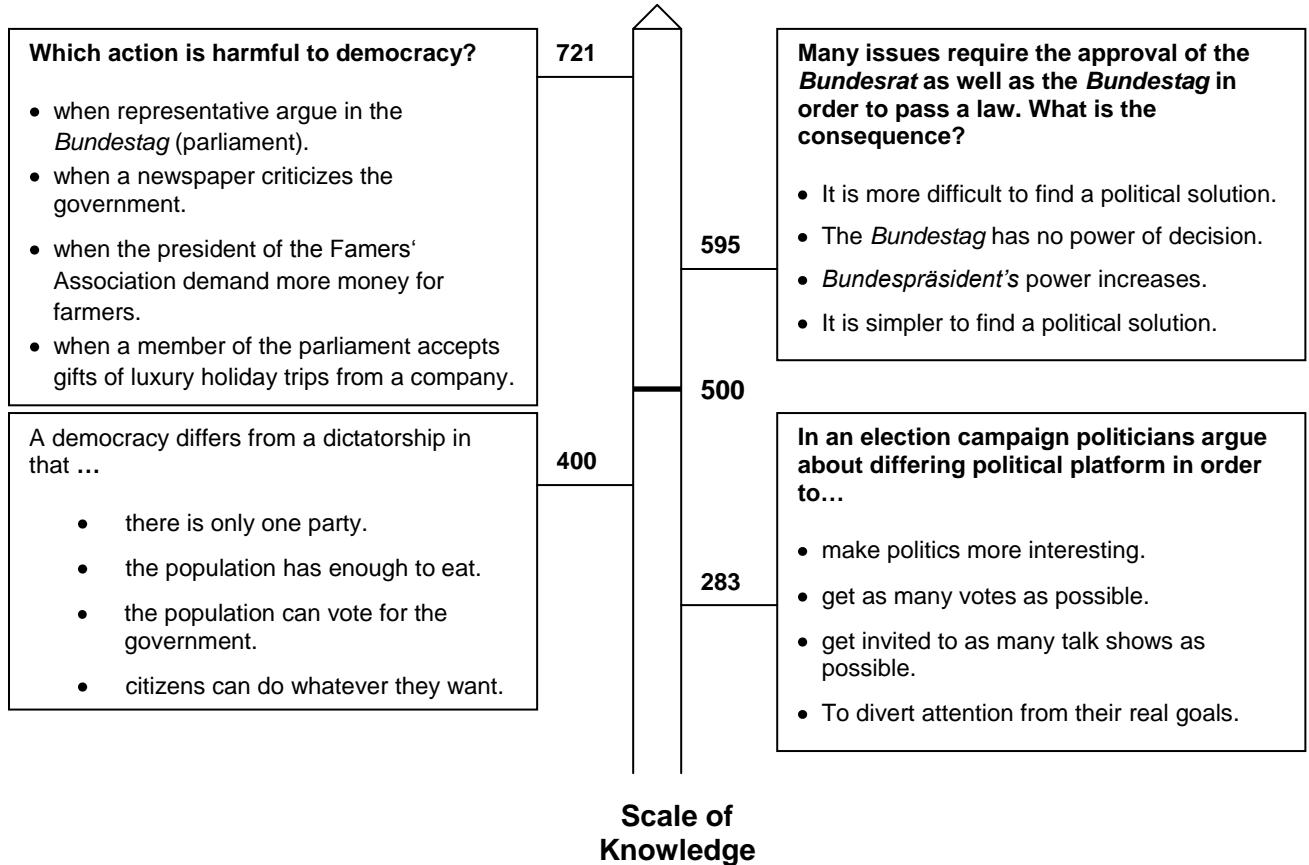 Which action is harmful to democracy?
• when representative argue in the
Bundestag (parliament).
• when a newspaper criticizes the
government.
• when the president of the Famers‘
Association demand more money for
farmers.
• when a member of the parliament accepts
gifts of luxury holiday trips from a company.
721
Many issues require the approval of the
Bundesrat as well as the Bundestag in
order to pass a law. What is the
consequence?
• It is more difficult to find a political solution.
• The Bundestag has no power of decision.
• Bundespräsident's power increases.
• It is simpler to find a political solution.
595
500
A democracy differs from a dictatorship in
that …
• there is only one party.
• the population has enough to eat.
• the population can vote for the
government.
• citizens can do whatever they want.
400
In an election campaign politicians argue
about differing political platform in order
to…
• make politics more interesting.
• get as many votes as possible.
• get invited to as many talk shows as
possible.
• To divert attention from their real goals.
283
Scale of
Knowledge